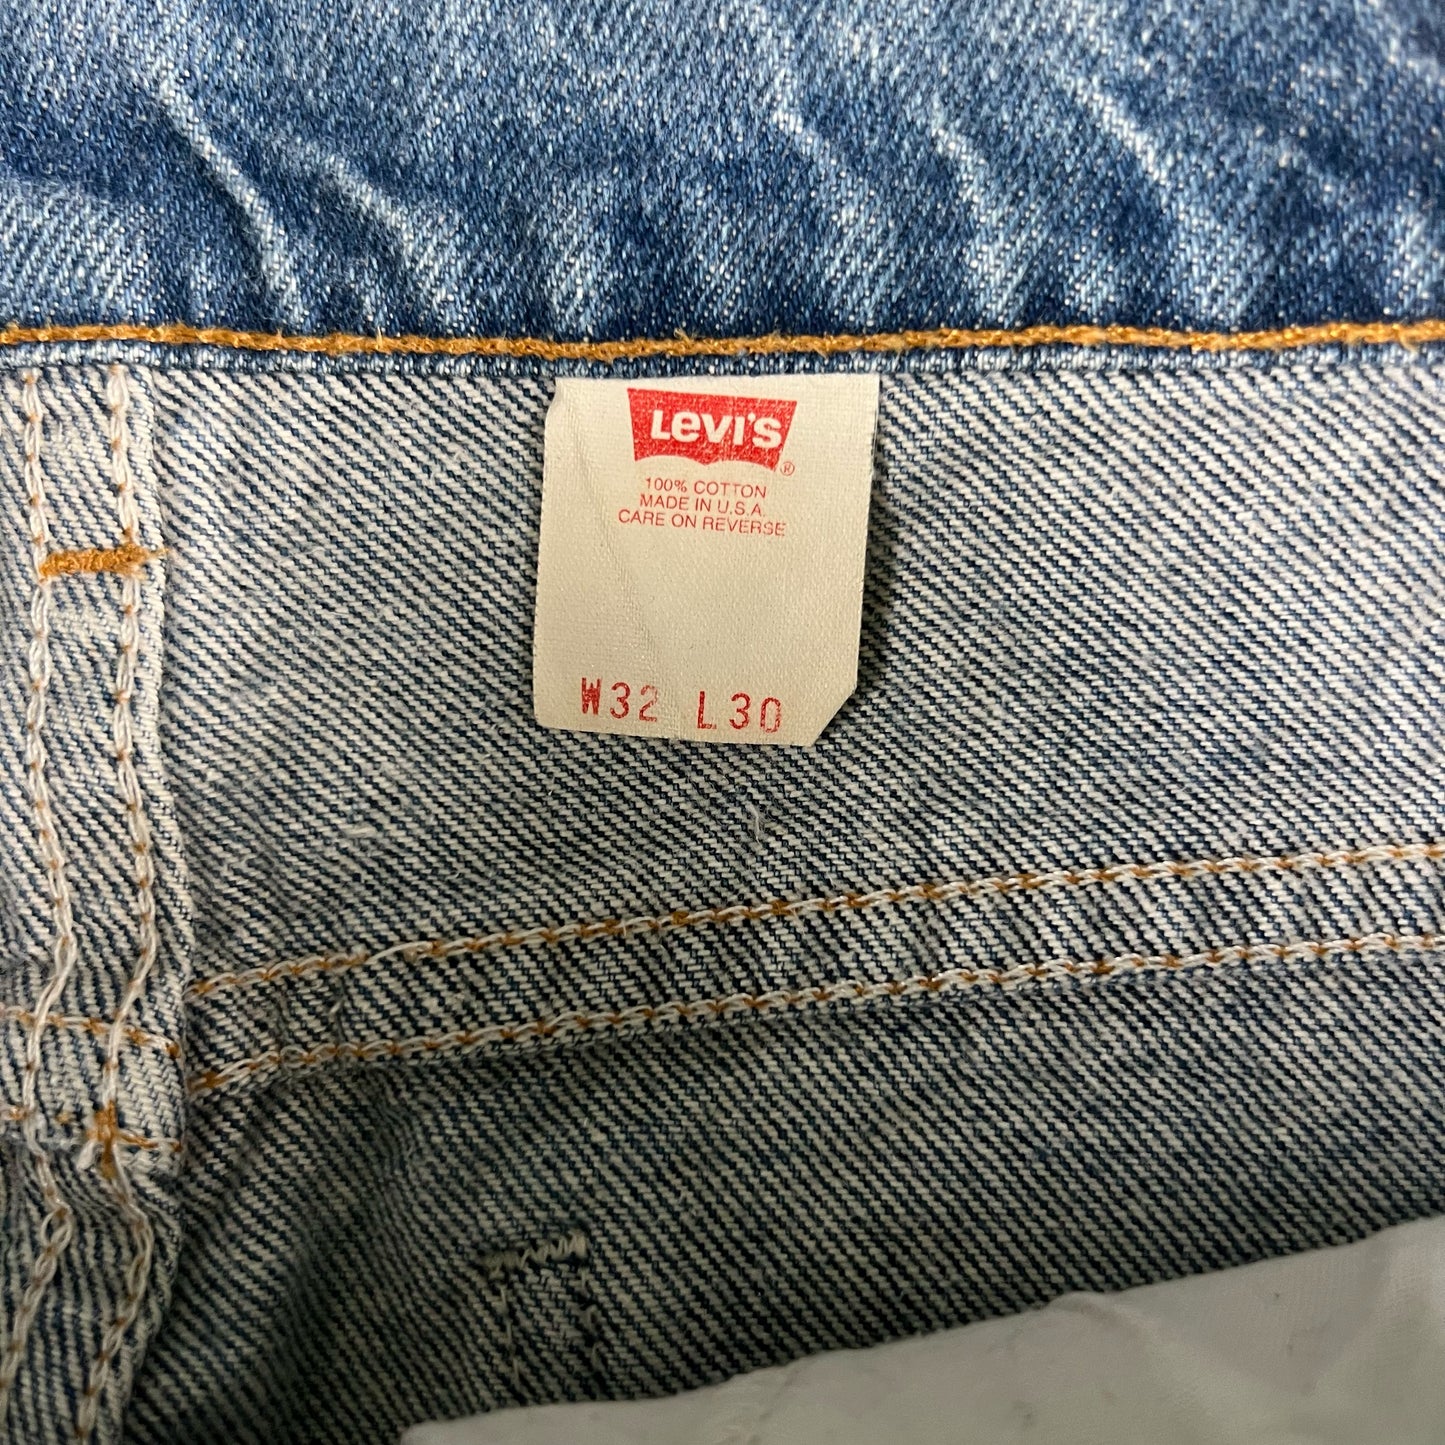 Levi's ®
100% COTTON
MADE IN U.S.A.
CARE ON REVERSE
W32 L30